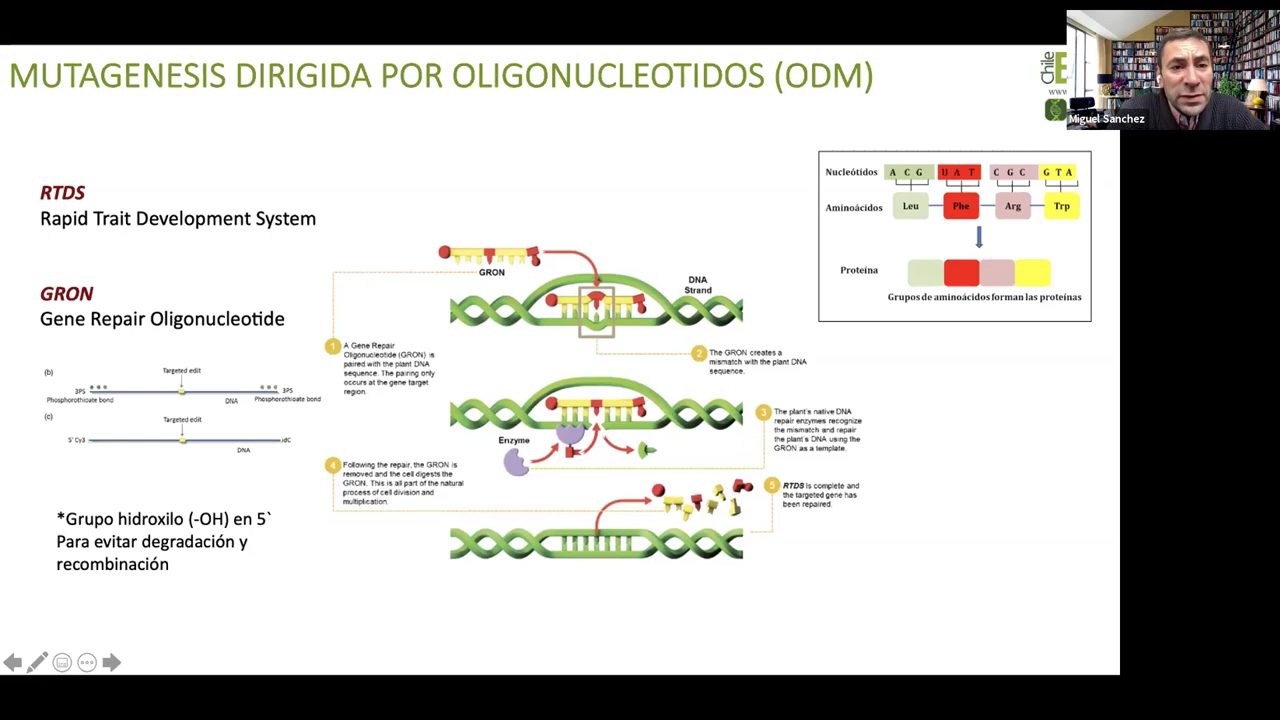 MUTAGENESIS DIRIGIDA POR OLIGONUCLEOTIDOS (ODM)
chile
E
www
Miguel Sanchez
RTDS
Rapid Trait Development System
GRON
Gene Repair Oligonucleotide
(b)
Targeted edit
3PS
3PS
Phosphorothioate bond
DNA
Phosphorothioate bond
(c)
Targeted edit
5' Cy3
idC
DNA
*Grupo hidroxilo (-OH) en 5`
Para evitar degradación y
recombinación
GRON
DNA
Strand
1
A Gene Repair
Oligonucleotide (GRON) is
paired with the plant DNA
sequence. The pairing only
occurs at the gene target
region.
2
The GRON creates a
mismatch with the plant DNA
sequence.
Enzyme
3
The plant's native DNA
repair enzymes recognize
the mismatch and repair
the plant's DNA using the
GRON as a template.
4
Following the repair, the GRON is
removed and the cell digests the
GRON. This is all part of the natural
process of cell division and
multiplication.
5
RTDS is complete and
the targeted gene has
been repaired.
Nucleótidos
A C G U A T C G C G T A
Aminoácidos
Leu Phe Arg Trp
Proteína
Grupos de aminoácidos forman las proteínas